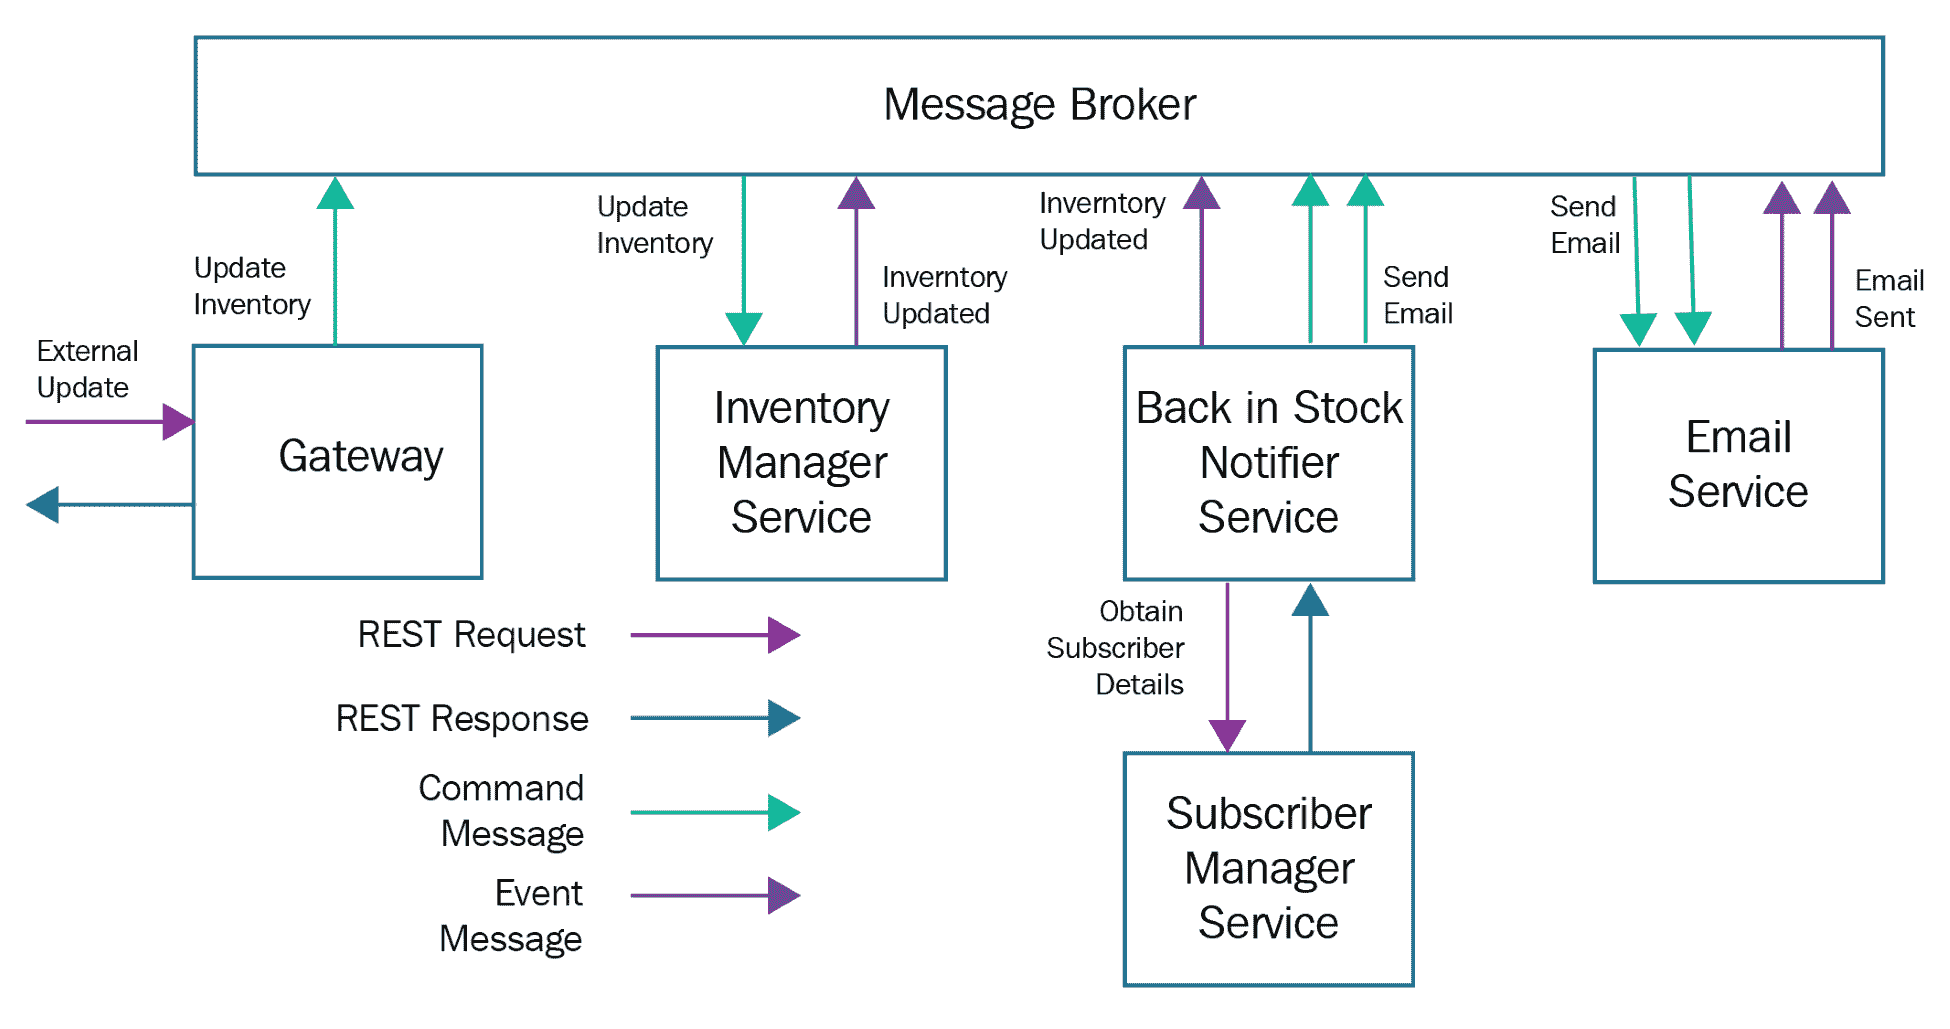 Message Broker
Update
Inventory
Update
Inventory
Inverntory
Updated
Inverntory
Updated
Send
Email
Send
Email
Email
Sent
External
Update
Gateway
Inventory
Manager
Service
Back in Stock
Notifier
Service
Email
Service
Obtain
Subscriber
Details
REST Request
REST Response
Command
Message
Event
Message
Subscriber
Manager
Service